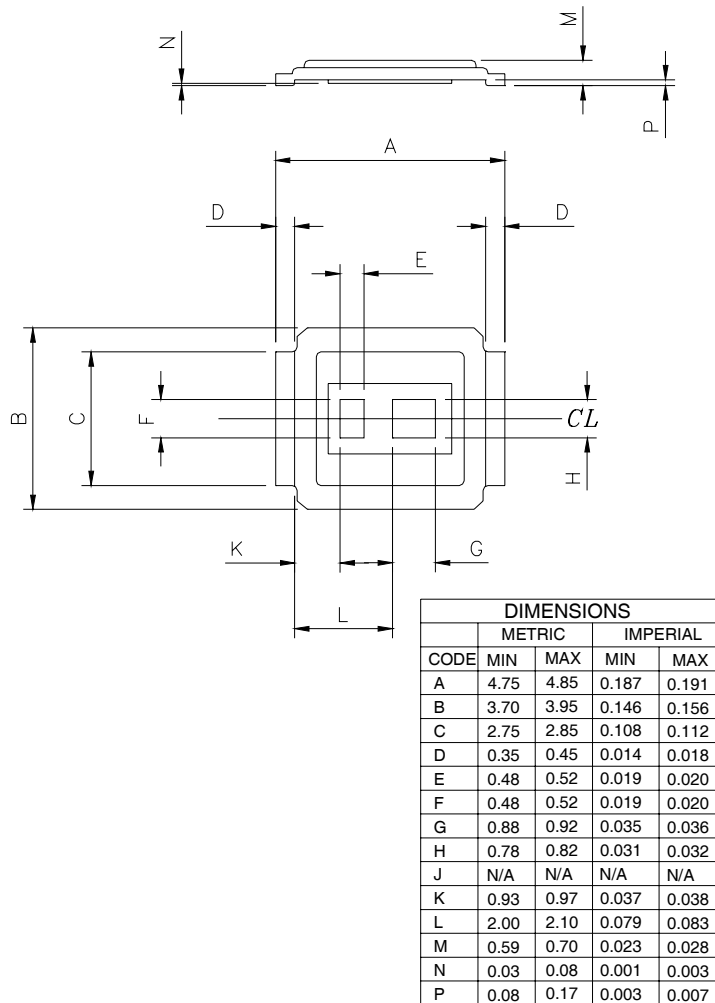 N
M
P
A
D
D
E
B
C
F
CL
H
K
G
L
DIMENSIONS
METRIC IMPERIAL
CODE MIN MAX MIN MAX
A 4.75 4.85 0.187 0.191
B 3.70 3.95 0.146 0.156
C 2.75 2.85 0.108 0.112
D 0.35 0.45 0.014 0.018
E 0.48 0.52 0.019 0.020
F 0.48 0.52 0.019 0.020
G 0.88 0.92 0.035 0.036
H 0.78 0.82 0.031 0.032
J N/A N/A N/A N/A
K 0.93 0.97 0.037 0.038
L 2.00 2.10 0.079 0.083
M 0.59 0.70 0.023 0.028
N 0.03 0.08 0.001 0.003
P 0.08 0.17 0.003 0.007